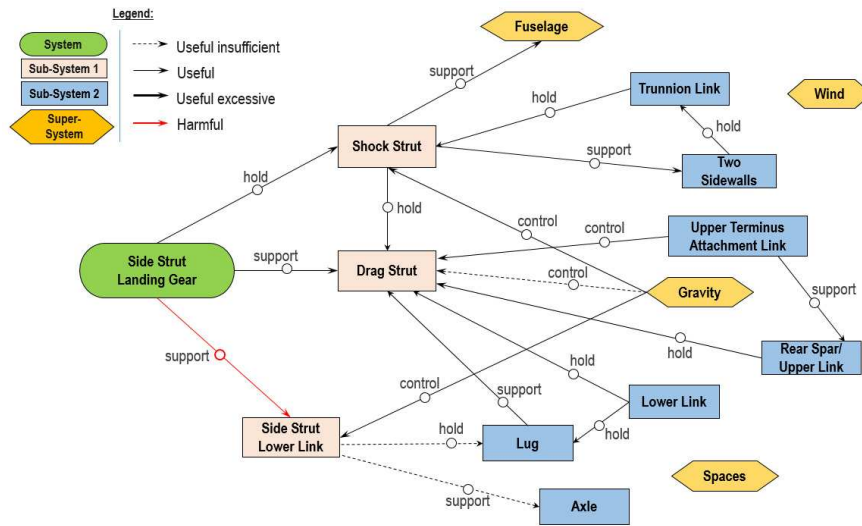 Legend:
System
Sub-System 1
Sub-System 2
Super-
System
Useful insufficient
Useful
Useful excessive
Harmful
Fuselage
support
Trunnion Link
Wind
hold
hold
Shock Strut
support
Two
Sidewalls
hold
hold
control
Upper Terminus
Attachment Link
control
Side Strut
Landing Gear
support
Drag Strut
control
Gravity
support
support
hold
Rear Spar/
Upper Link
control
support
hold
Lower Link
Side Strut
Lower Link
hold
Lug
hold
support
Spaces
Axle